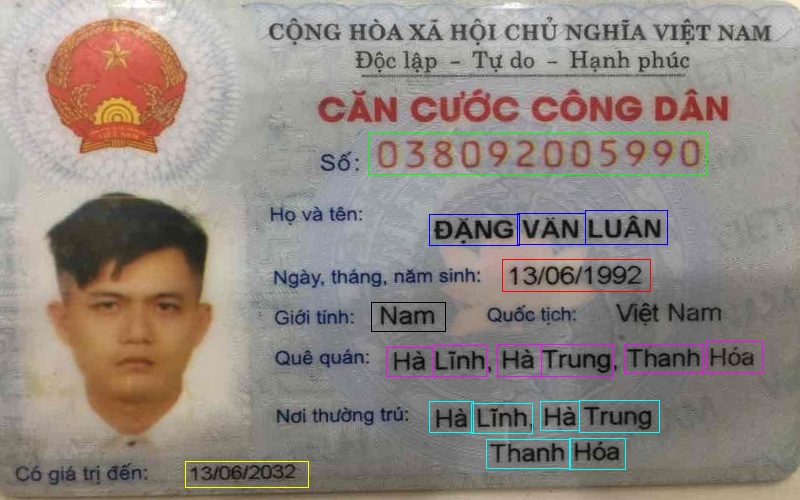 CỘNG HÒA XÃ HỘI CHỦ NGHĨA VIỆT NAM
Độc lập – Tự do – Hạnh phúc
CĂN CƯỚC CÔNG DÂN
Số: 038092005990
Họ và tên: ĐẶNG VĂN LUÂN
Ngày, tháng, năm sinh: 13/06/1992
Giới tính: Nam Quốc tịch: Việt Nam
Quê quán: Hà Lĩnh, Hà Trung, Thanh Hóa
Nơi thường trú: Hà Lĩnh, Hà Trung
Thanh Hóa
Có giá trị đến: 13/06/2032